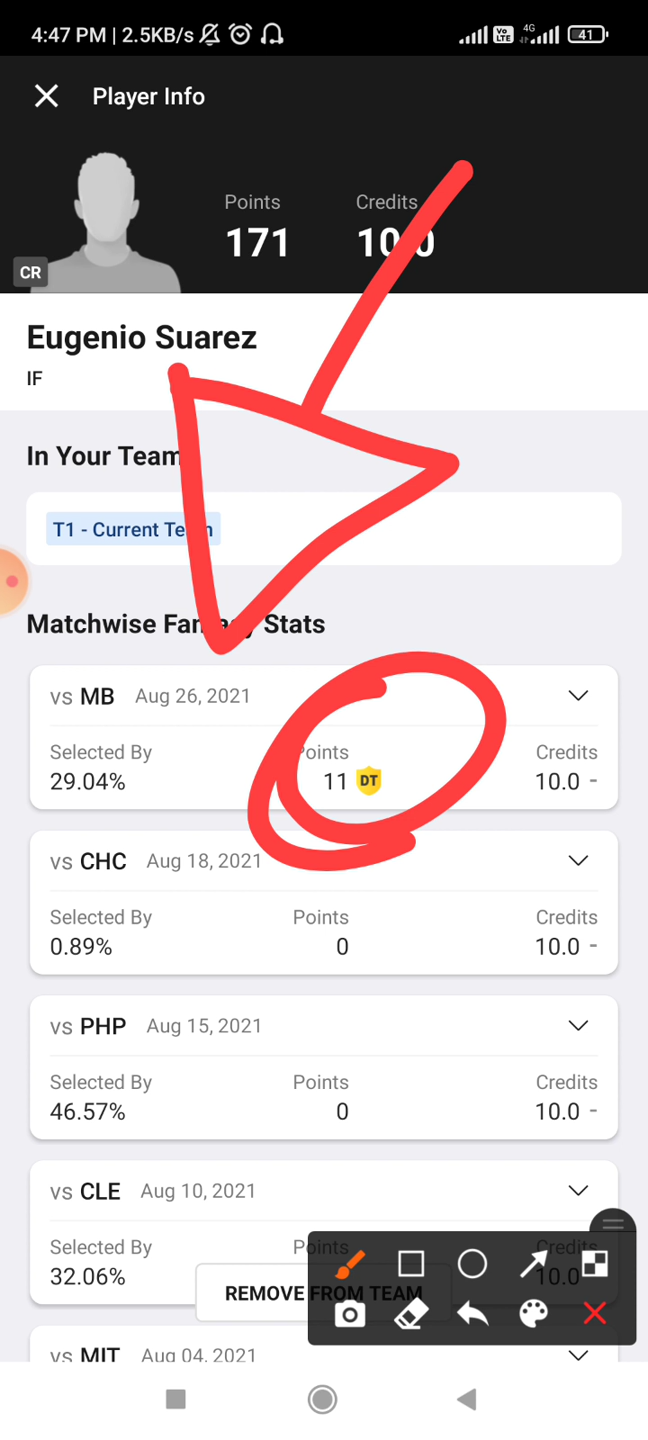 4:47 PM | 2.5KB/s Vo LTE 4G 41
Player Info
Points Credits
171 10.0
CR
Eugenio Suarez
IF
In Your Team
T1 - Current Team
Matchwise Fantasy Stats
vs MB Aug 26, 2021
Selected By Points Credits
29.04% 11 DT 10.0 -
vs CHC Aug 18, 2021
Selected By Points Credits
0.89% 0 10.0 -
vs PHP Aug 15, 2021
Selected By Points Credits
46.57% 0 10.0 -
vs CLE Aug 10, 2021
Selected By Points Credits
32.06% 10.0
REMOVE FROM TEAM
vs MIT Aug 04, 2021